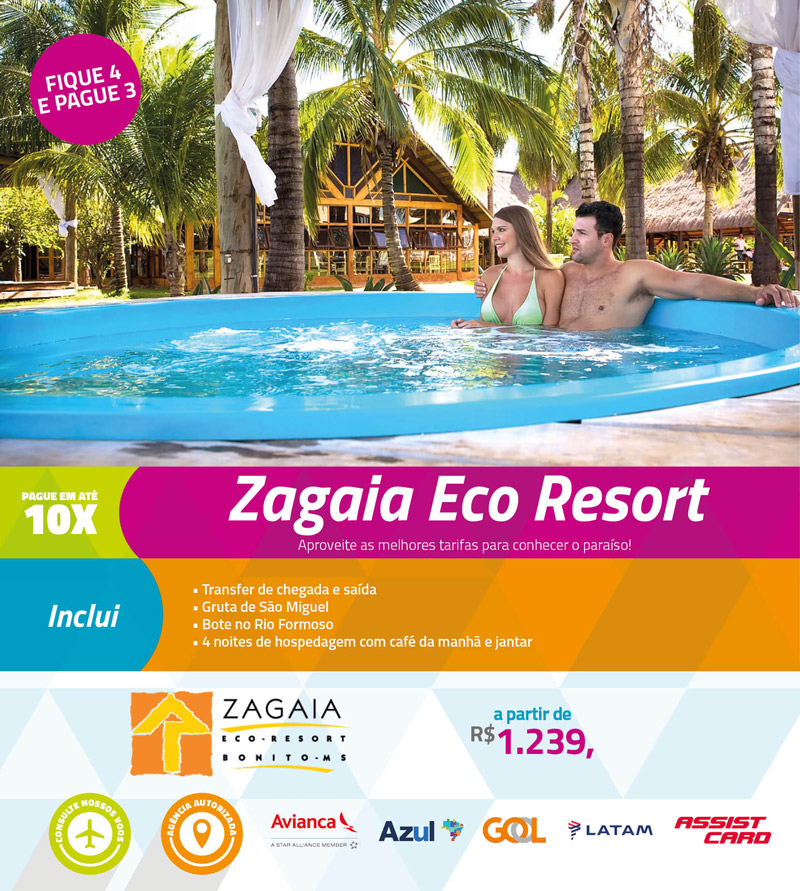 FIQUE 4
E PAGUE 3
PAGUE EM ATÉ
10X
Zagaia Eco Resort
Aproveite as melhores tarifas para conhecer o paraíso!
Inclui
• Transfer de chegada e saída
• Gruta de São Miguel
• Bote no Rio Formoso
• 4 noites de hospedagem com café da manhã e jantar
ZAGAIA
ECO-RESORT
BONITO-MS
a partir de
R$1.239,
CONSULTE NOSSOS VOOS
AGÊNCIA AUTORIZADA
Avianca
A STAR ALLIANCE MEMBER
Azul
GOL
LATAM
ASSIST
CARD